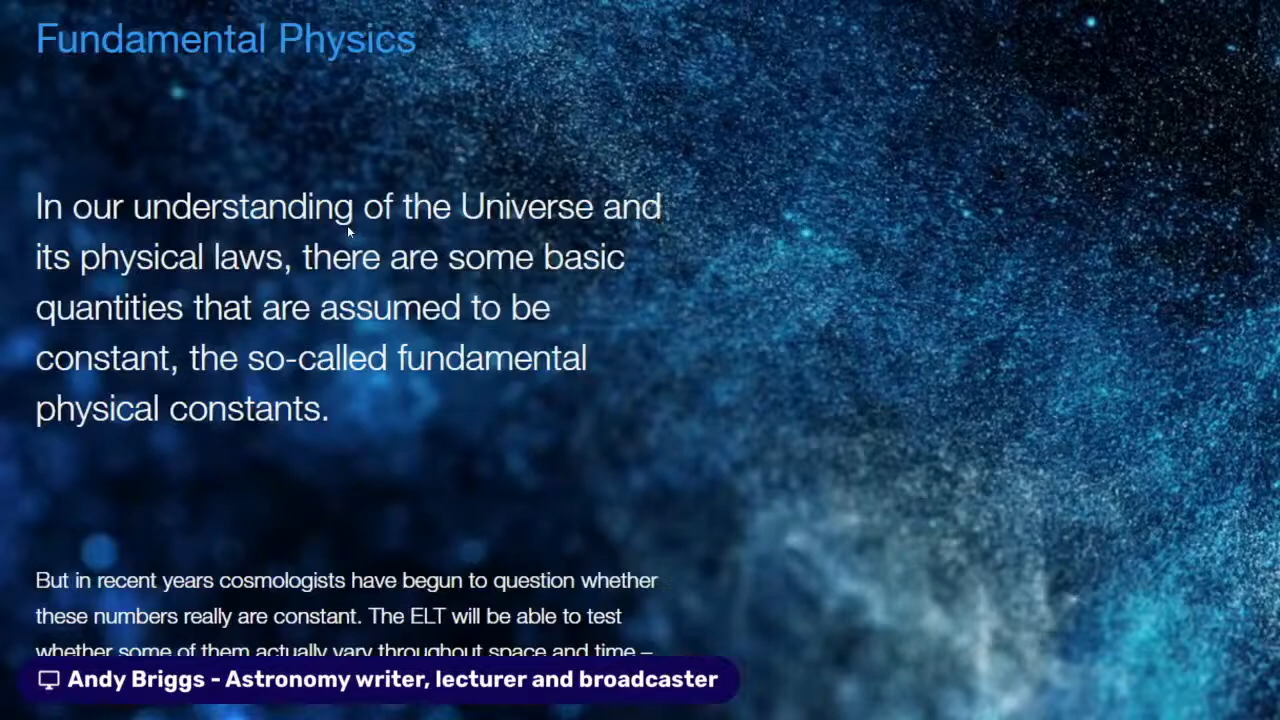 Fundamental Physics
In our understanding of the Universe and
its physical laws, there are some basic
quantities that are assumed to be
constant, the so-called fundamental
physical constants.
But in recent years cosmologists have begun to question whether
these numbers really are constant. The ELT will be able to test
whether some of them actually vary throughout space and time –
Andy Briggs - Astronomy writer, lecturer and broadcaster